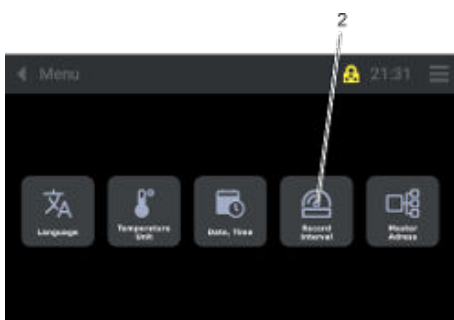 2
Menu
21:31
Language
Temperature
Unit
Date, Time
Record
Interval
Master
Adress